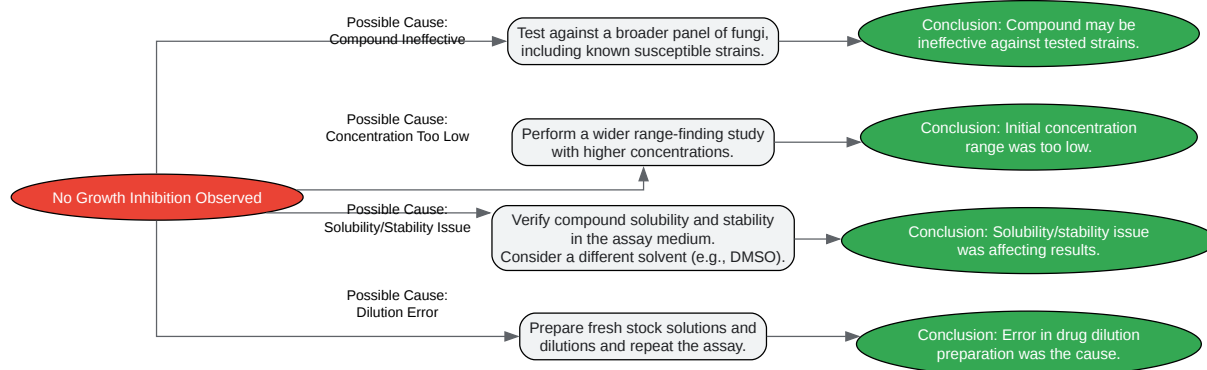 Possible Cause:
Compound Ineffective
Test against a broader panel of fungi,
including known susceptible strains.
Conclusion: Compound may be
ineffective against tested strains.
Possible Cause:
Concentration Too Low
Perform a wider range-finding study
with higher concentrations.
Conclusion: Initial concentration
range was too low.
No Growth Inhibition Observed
Possible Cause:
Solubility/Stability Issue
Verify compound solubility and stability
in the assay medium.
Consider a different solvent (e.g., DMSO).
Conclusion: Solubility/stability issue
was affecting results.
Possible Cause:
Dilution Error
Prepare fresh stock solutions and
dilutions and repeat the assay.
Conclusion: Error in drug dilution
preparation was the cause.